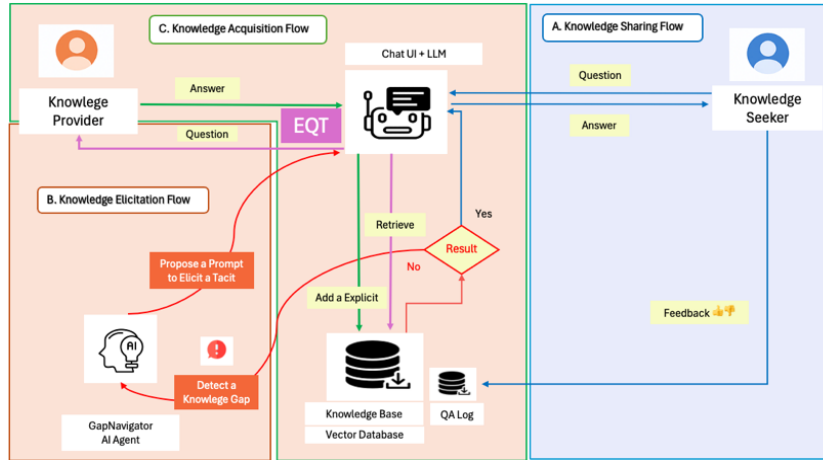 C. Knowledge Acquisition Flow
A. Knowledge Sharing Flow
Chat UI + LLM
Answer
Question
Knowlege
Provider
EQT
Question
Answer
Knowledge
Seeker
B. Knowledge Elicitation Flow
Retrieve
Yes
Result
No
Propose a Prompt
to Elicit a Tacit
Add a Explicit
Feedback 👍👎
AI
Detect a
Knowlege Gap
GapNavigator
AI Agent
Knowledge Base
Vector Database
QA Log